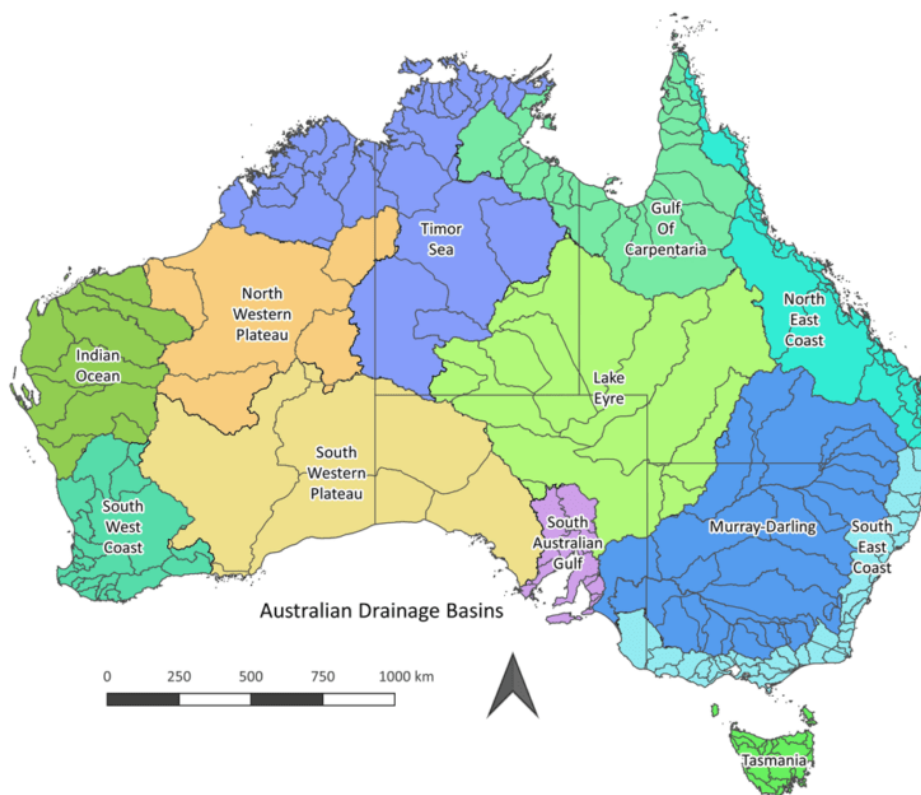 Timor
Sea
Gulf
Of
Carpentaria
North
Western
Plateau
North
East
Coast
Indian
Ocean
Lake
Eyre
South
Western
Plateau
South
West
Coast
South
Australian
Gulf
Murray-Darling
South
East
Coast
Australian Drainage Basins
0 250 500 750 1000 km
Tasmania